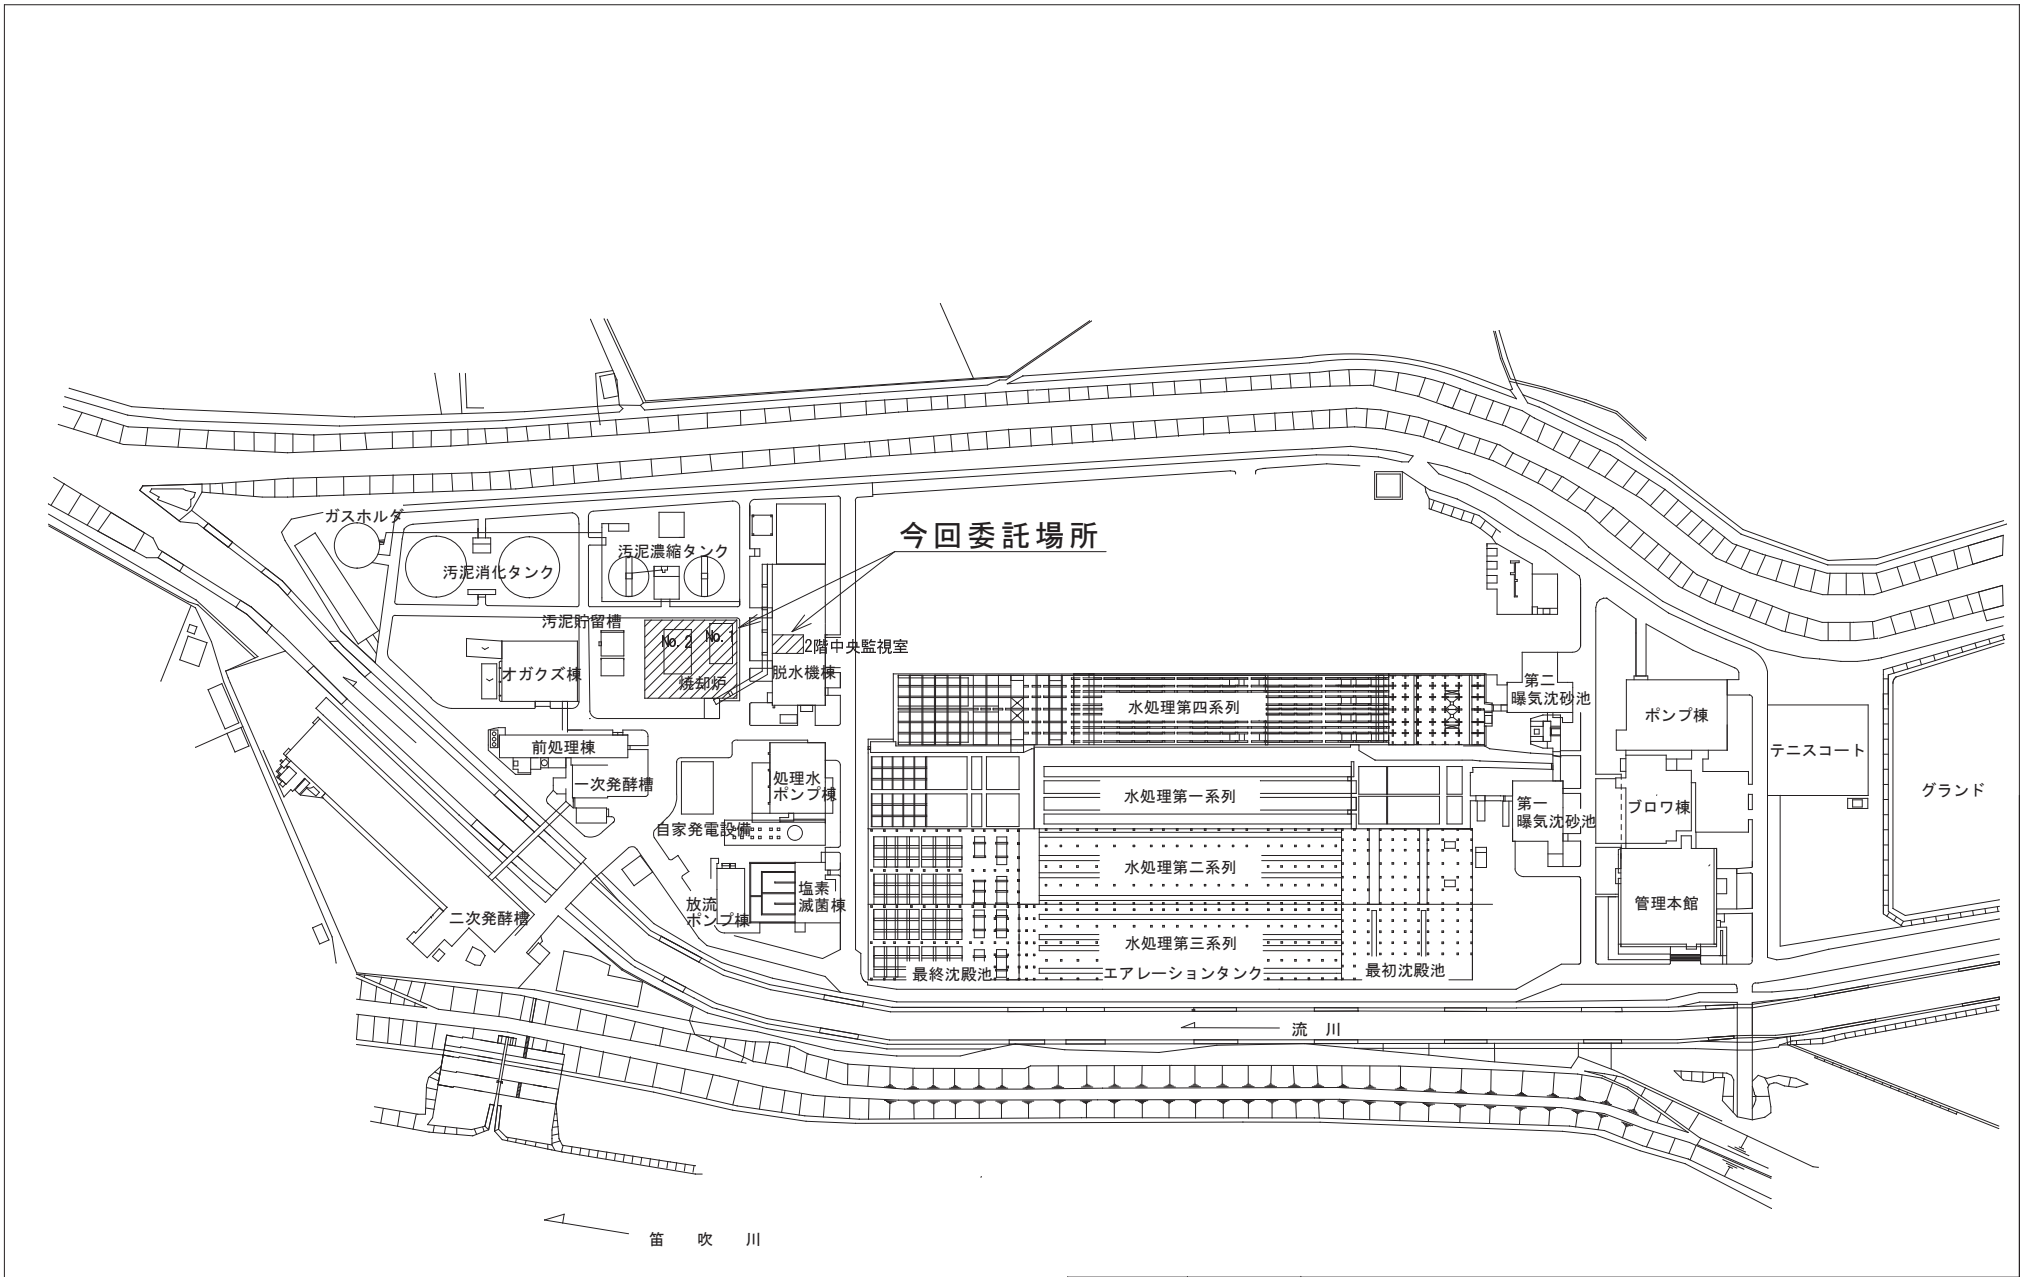 ガスホルダ
今回委託場所
汚泥濃縮タンク
汚泥消化タンク
汚泥貯留槽
No.2
No.1
2階中央監視室
オガクズ棟
焼却炉
脱水機棟
第二
曝気沈砂池
水処理第四系列
ポンプ棟
テニスコート
前処理棟
一次発酵槽
処理水
ポンプ棟
水処理第一系列
第一
曝気沈砂池
ブロワ棟
グランド
自家発電設備
水処理第二系列
塩素
滅菌棟
放流
ポンプ棟
管理本館
二次発酵槽
水処理第三系列
最終沈殿池
エアレーションタンク
最初沈殿池
流 川
笛 吹 川